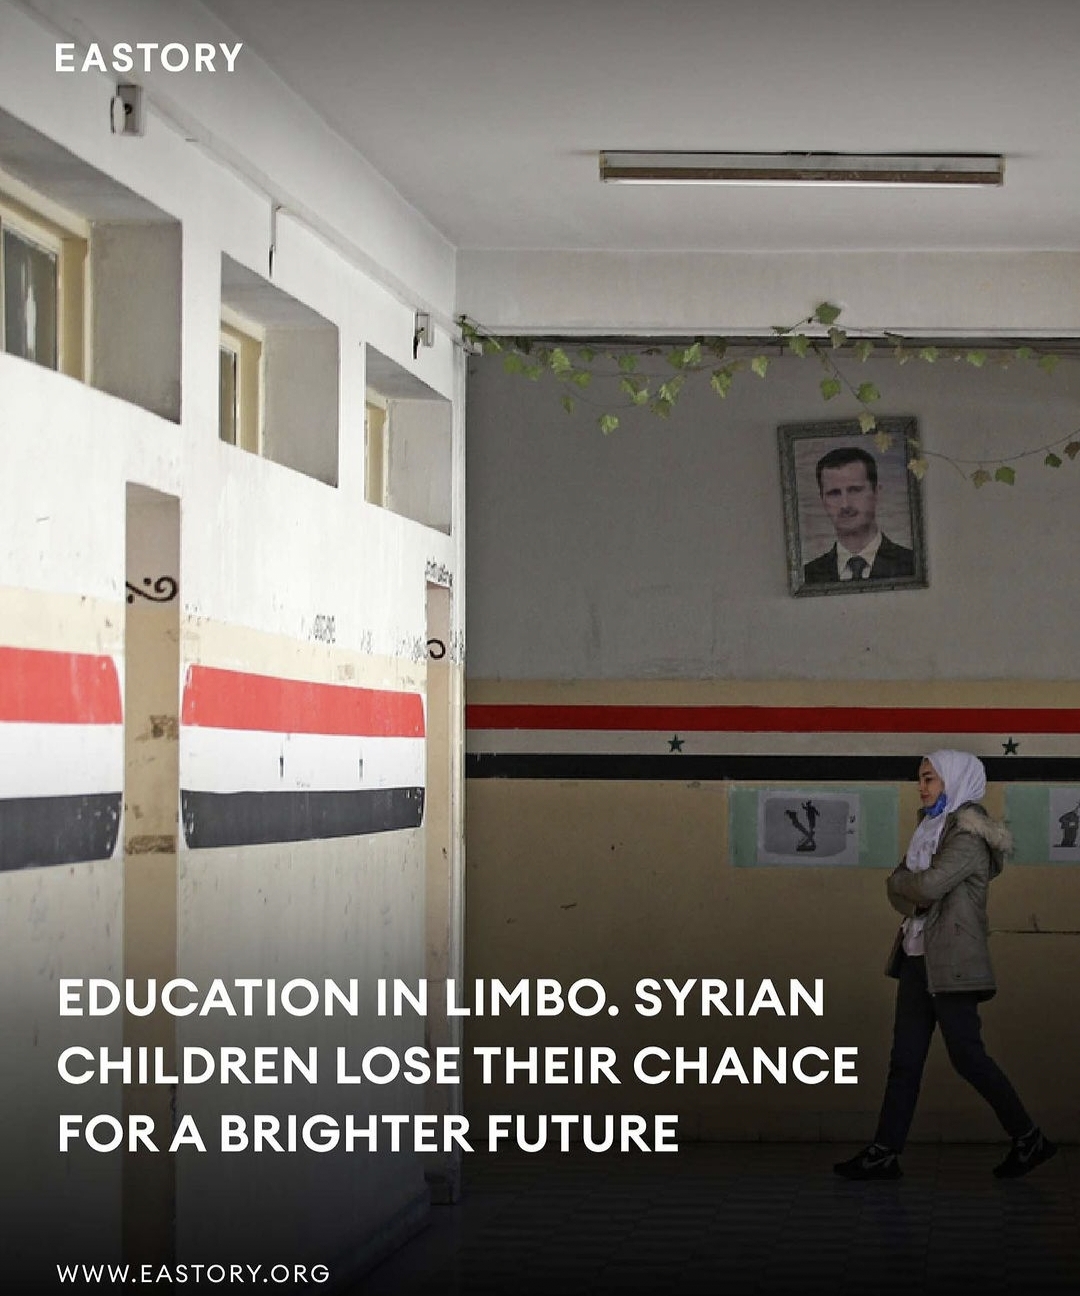 EASTORY
EDUCATION IN LIMBO. SYRIAN
CHILDREN LOSE THEIR CHANCE
FOR A BRIGHTER FUTURE
WWW.EASTORY.ORG